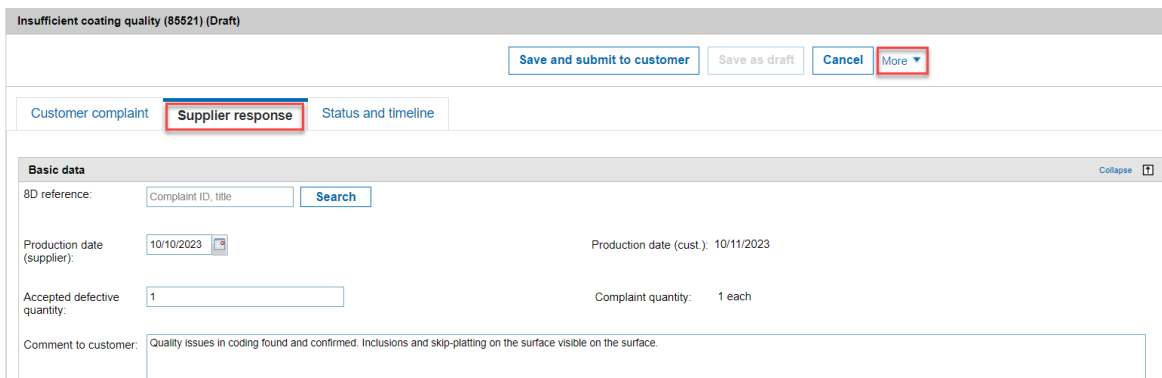 Insufficient coating quality (85521) (Draft)
Save and submit to customer Save as draft Cancel More
Customer complaint Supplier response Status and timeline
Basic data Collapse
8D reference: Complaint ID, title Search
Production date (supplier): 10/10/2023 Production date (cust.): 10/11/2023
Accepted defective quantity: 1 Complaint quantity: 1 each
Comment to customer: Quality issues in coding found and confirmed. Inclusions and skip-platting on the surface visible on the surface.